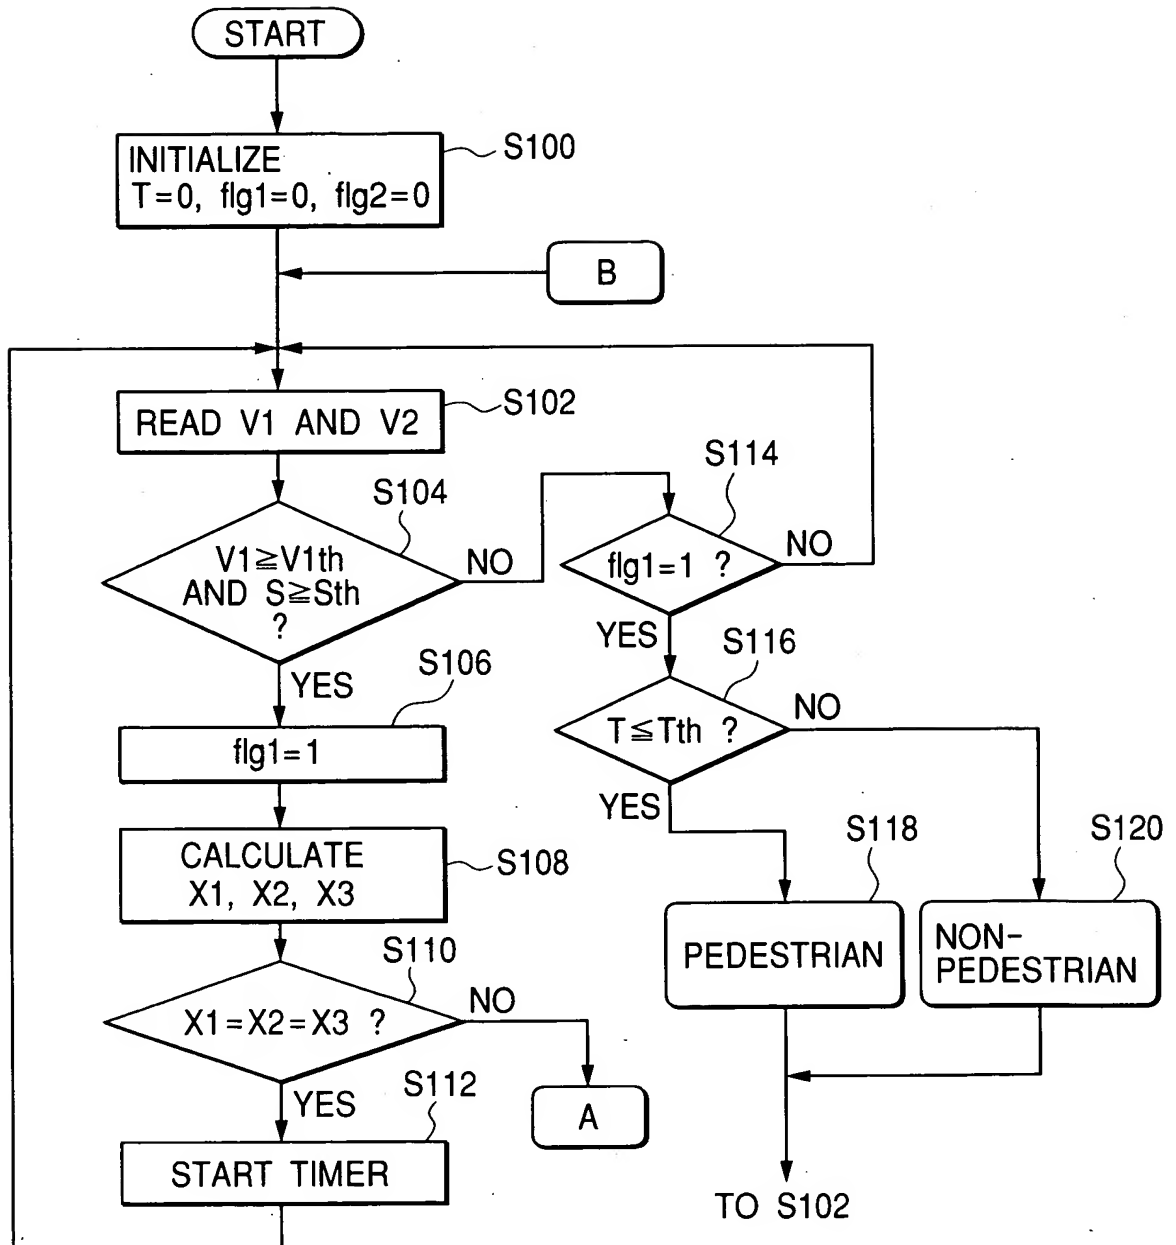 START
S100
INITIALIZE
T=0, flg1=0, flg2=0
B
S102
READ V1 AND V2
S114
S104
V1≧V1th
AND S≧Sth
?
NO
flg1=1 ?
NO
YES
S116
YES
S106
T≦Tth ?
NO
flg1=1
YES
S118
S120
CALCULATE
X1, X2, X3
S108
PEDESTRIAN
NON-
PEDESTRIAN
S110
X1=X2=X3 ?
NO
YES
S112
A
START TIMER
TO S102